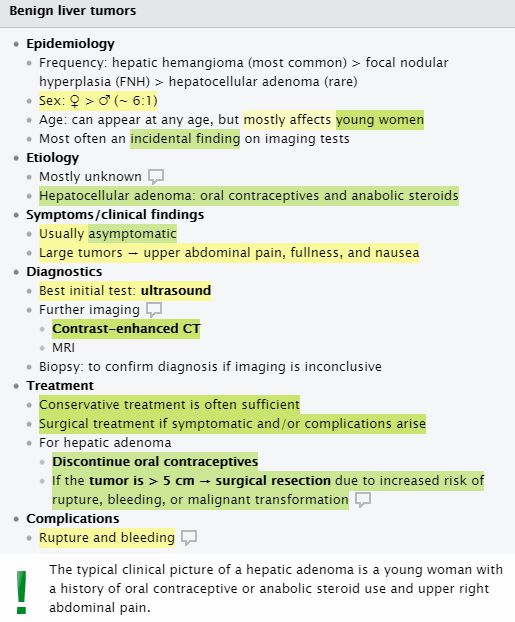 Benign liver tumors
Epidemiology
Frequency: hepatic hemangioma (most common) > focal nodular
hyperplasia (FNH) > hepatocellular adenoma (rare)
Sex: ♀ > ♂ (~ 6:1)
Age: can appear at any age, but mostly affects young women
Most often an incidental finding on imaging tests
Etiology
Mostly unknown
Hepatocellular adenoma: oral contraceptives and anabolic steroids
Symptoms/clinical findings
Usually asymptomatic
Large tumors → upper abdominal pain, fullness, and nausea
Diagnostics
Best initial test: ultrasound
Further imaging
Contrast-enhanced CT
MRI
Biopsy: to confirm diagnosis if imaging is inconclusive
Treatment
Conservative treatment is often sufficient
Surgical treatment if symptomatic and/or complications arise
For hepatic adenoma
Discontinue oral contraceptives
If the tumor is > 5 cm → surgical resection due to increased risk of
rupture, bleeding, or malignant transformation
Complications
Rupture and bleeding
The typical clinical picture of a hepatic adenoma is a young woman with
a history of oral contraceptive or anabolic steroid use and upper right
abdominal pain.